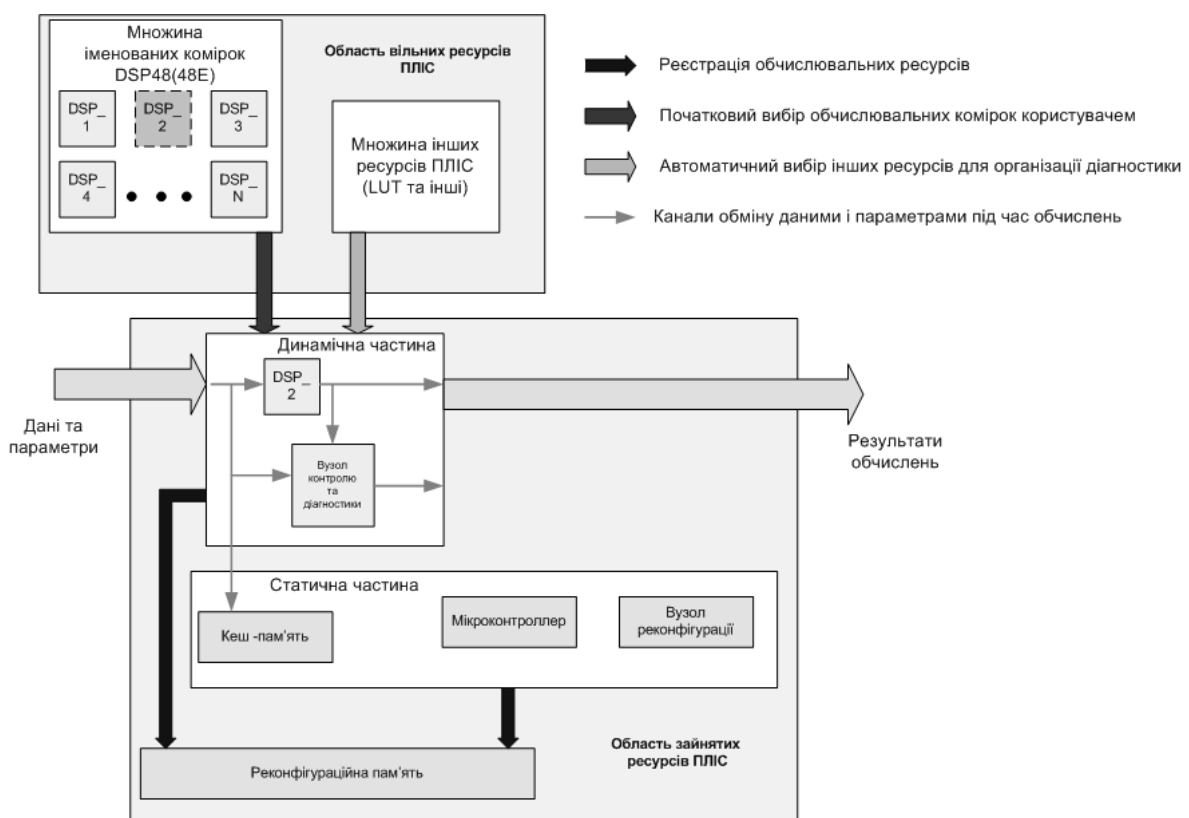 Множина
іменованих комірок
DSP48(48E)
DSP_
1
DSP_
2
DSP_
3
DSP_
4
DSP_
N
Область вільних ресурсів
ПЛІС
Множина інших
ресурсів ПЛІС
(LUT та інші)
Реєстрація обчислювальних ресурсів
Початковий вибір обчислювальних комірок користувачем
Автоматичний вибір інших ресурсів для організації діагностики
Канали обміну даними і параметрами під час обчислень
Динамічна частина
DSP_
2
Дані та
параметри
Вузол
контролю
та
діагностики
Результати
обчислень
Статична частина
Кеш -пам'ять
Мікроконтроллер
Вузол
реконфігурації
Область зайнятих
ресурсів ПЛІС
Реконфігураційна пам'ять